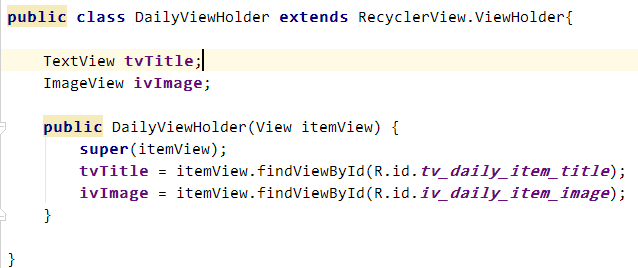 public class DailyViewHolder extends RecyclerView.ViewHolder{
TextView tvTitle;
ImageView ivImage;
public DailyViewHolder(View itemView) {
super(itemView);
tvTitle = itemView.findViewById(R.id.tv_daily_item_title);
ivImage = itemView.findViewById(R.id.iv_daily_item_image);
}
}